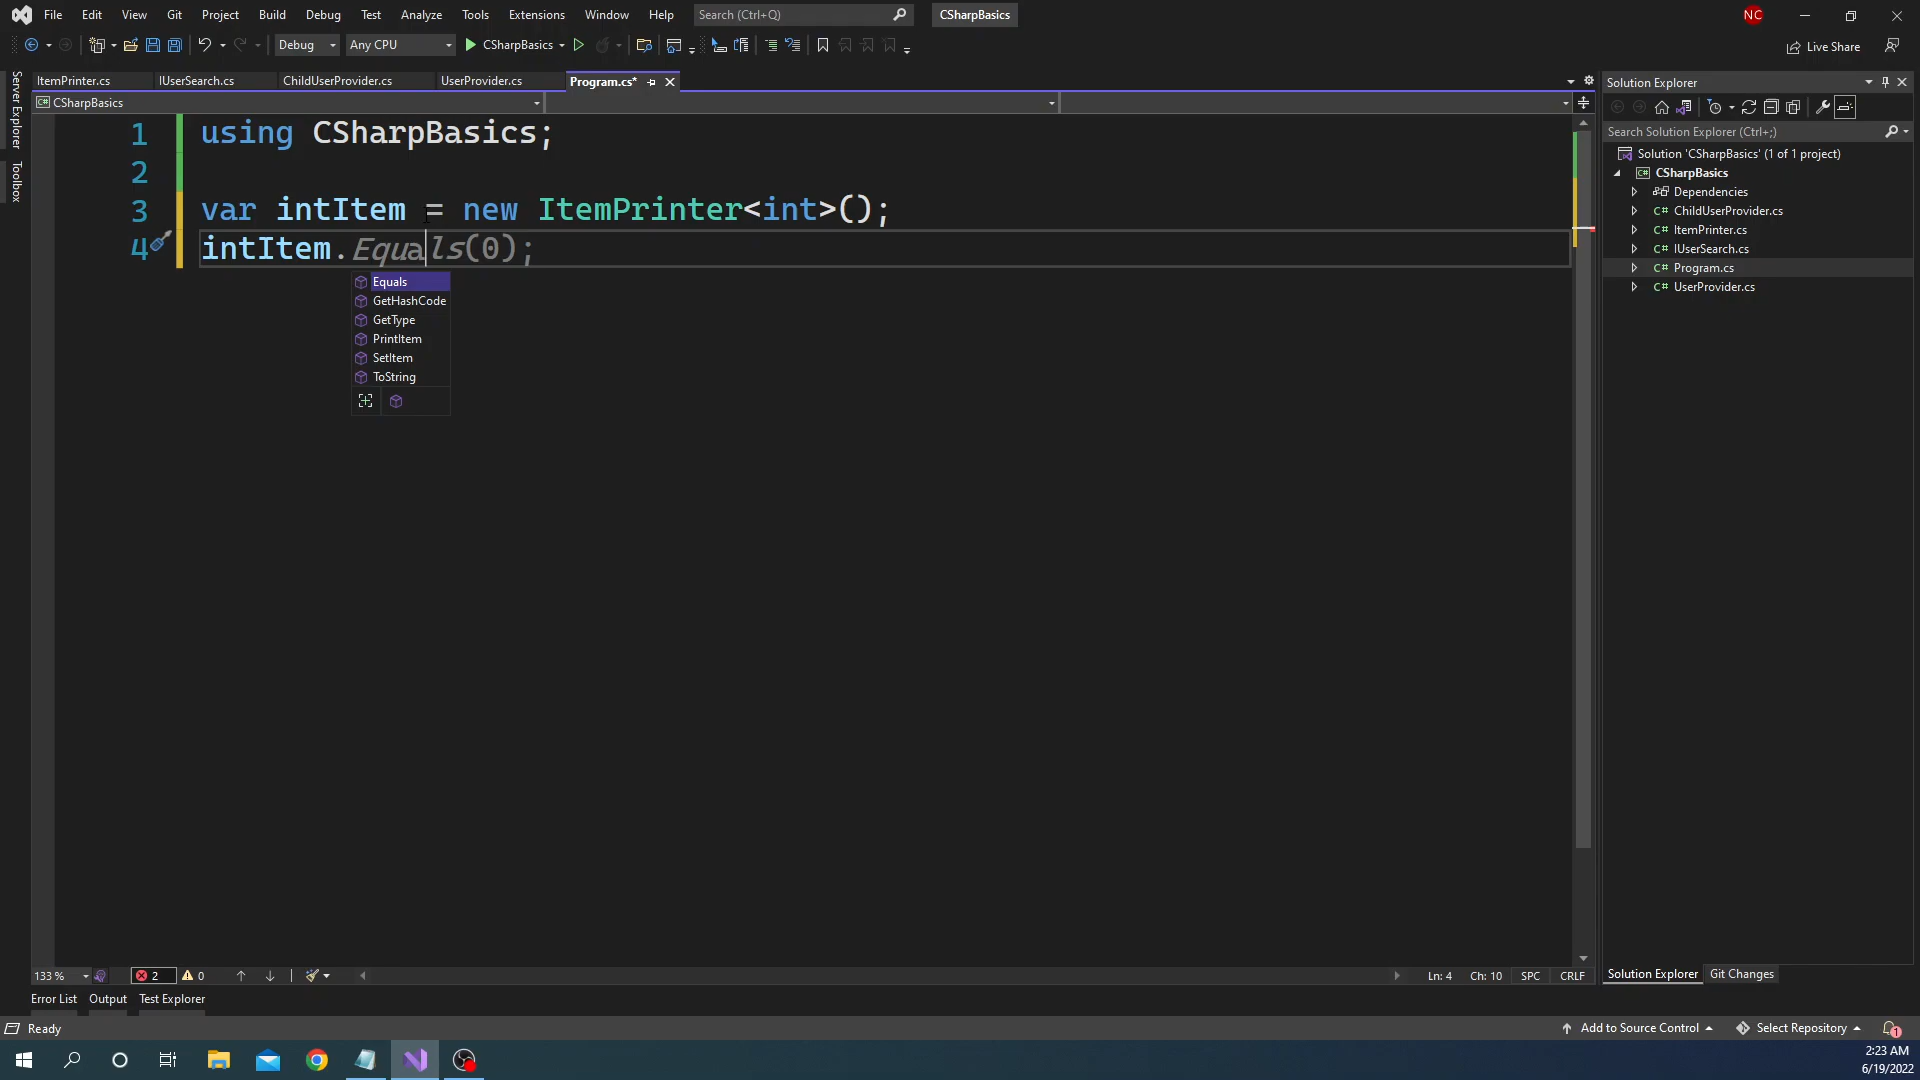 File Edit View Git Project Build Debug Test Analyze Tools Extensions Window Help Search (Ctrl+Q) CSharpBasics NC
Debug Any CPU CSharpBasics Live Share
ItemPrinter.cs IUserSearch.cs ChildUserProvider.cs UserProvider.cs Program.cs*
C# CSharpBasics
Server Explorer
Toolbox
1 using CSharpBasics;
2
3 var intItem = new ItemPrinter<int>();
4 intItem.Equals(0);
Equals
GetHashCode
GetType
PrintItem
SetItem
ToString
Solution Explorer
Search Solution Explorer (Ctrl+;)
Solution 'CSharpBasics' (1 of 1 project)
C# CSharpBasics
Dependencies
C# ChildUserProvider.cs
C# ItemPrinter.cs
C# IUserSearch.cs
C# Program.cs
C# UserProvider.cs
133 % 2 0 Ln: 4 Ch: 10 SPC CRLF
Solution Explorer Git Changes
Error List Output Test Explorer
Ready Add to Source Control Select Repository 1
2:23 AM
6/19/2022